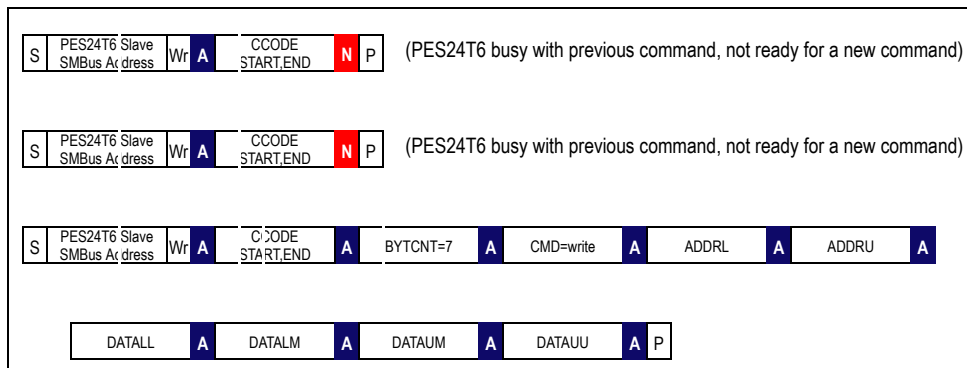 S PES24T6 Slave SMBus Address Wr A CCODE START,END N P (PES24T6 busy with previous command, not ready for a new command)
S PES24T6 Slave SMBus Address Wr A CCODE START,END N P (PES24T6 busy with previous command, not ready for a new command)
S PES24T6 Slave SMBus Address Wr A CCODE START,END A BYTCNT=7 A CMD=write A ADDRL A ADDRU A
DATALL A DATALM A DATAUM A DATAUU A P